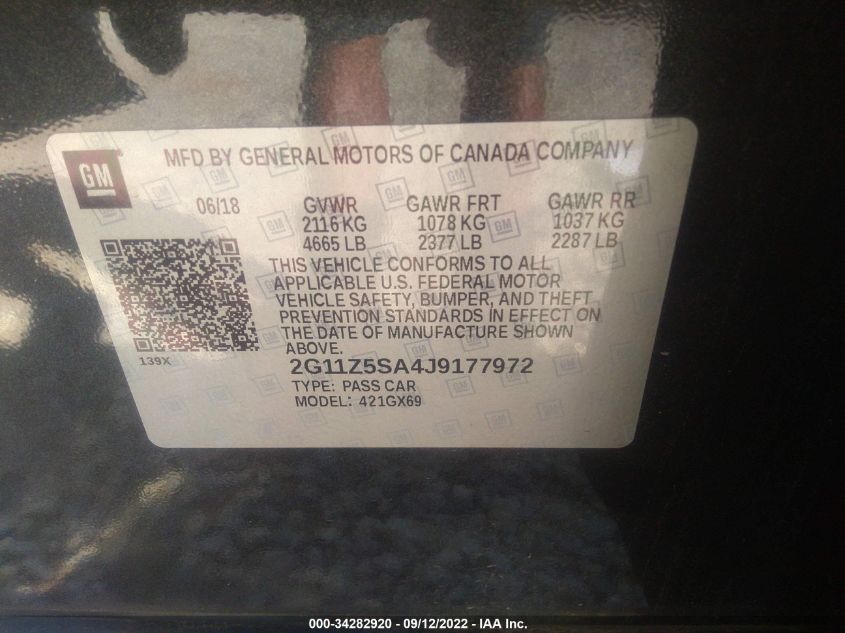 GM
MFD BY GENERAL MOTORS OF CANADA COMPANY
06/18 GVWR GAWR FRT GAWR RR
2116 KG 1078 KG 1037 KG
4665 LB 2377 LB 2287 LB
THIS VEHICLE CONFORMS TO ALL
APPLICABLE U.S. FEDERAL MOTOR
VEHICLE SAFETY, BUMPER, AND THEFT
PREVENTION STANDARDS IN EFFECT ON
THE DATE OF MANUFACTURE SHOWN
ABOVE.
139X
2G11Z5SA4J9177972
TYPE: PASS CAR
MODEL: 421GX69
000-34282920 - 09/12/2022 - IAA Inc.